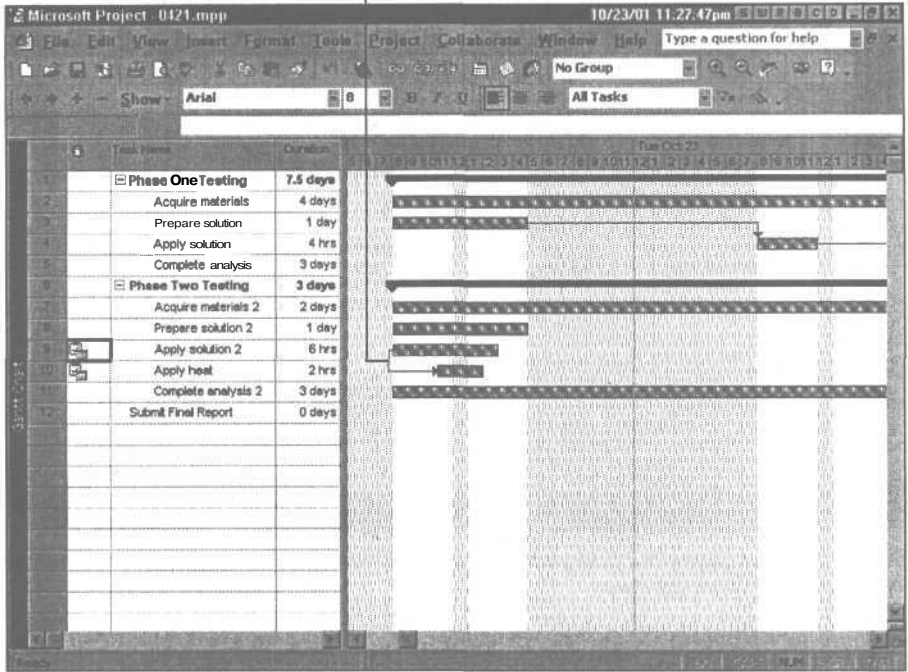 Microsoft Project - 0421.mpp 10/23/01 11:27:47pm
File Edit View Insert Format Tools Project Collaborate Window Help Type a question for help
No Group
Show Arial 8 B I U All Tasks
Task Name Duration Tue Oct 23
1 Phase One Testing 7.5 days
2 Acquire materials 4 days
3 Prepare solution 1 day
4 Apply solution 4 hrs
5 Complete analysis 3 days
6 Phase Two Testing 3 days
7 Acquire materials 2 2 days
8 Prepare solution 2 1 day
9 Apply solution 2 6 hrs
10 Apply heat 2 hrs
11 Complete analysis 2 3 days
12 Submit Final Report 0 days
Gantt Chart
Ready